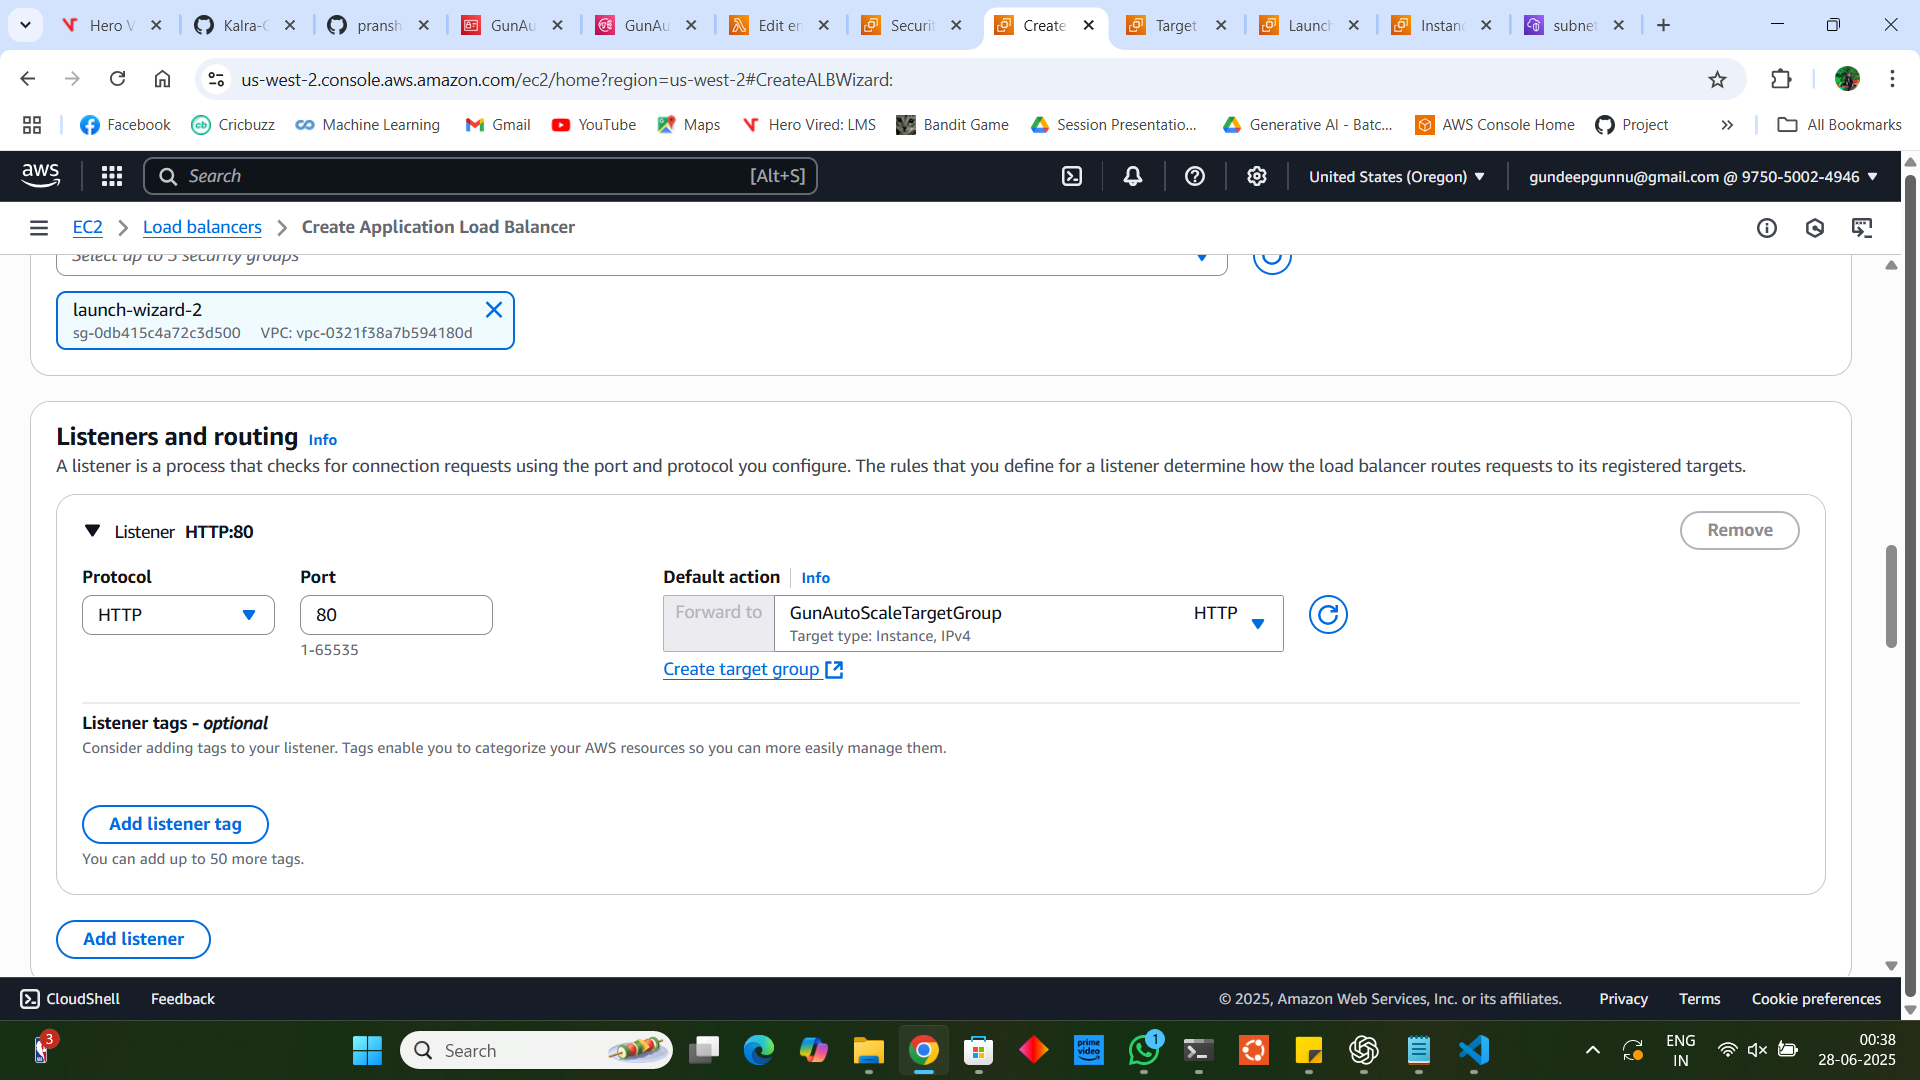 Hero V
Kalra-G
pransh
GunAu
GunAu
Edit en
Securit
Create
Target
Launch
Instanc
subnet
us-west-2.console.aws.amazon.com/ec2/home?region=us-west-2#CreateALBWizard:
Facebook
Cricbuzz
Machine Learning
Gmail
YouTube
Maps
Hero Vired: LMS
Bandit Game
Session Presentatio...
Generative AI - Batc...
AWS Console Home
Project
All Bookmarks
aws
Search
[Alt+S]
United States (Oregon)
gundeepgunnu@gmail.com @ 9750-5002-4946
EC2
Load balancers
Create Application Load Balancer
Select up to 5 security groups
launch-wizard-2
sg-0db415c4a72c3d500 VPC: vpc-0321f38a7b594180d
Listeners and routing Info
A listener is a process that checks for connection requests using the port and protocol you configure. The rules that you define for a listener determine how the load balancer routes requests to its registered targets.
Listener HTTP:80
Remove
Protocol
Port
Default action
Info
HTTP
80
1-65535
Forward to
GunAutoScaleTargetGroup
HTTP
Target type: Instance, IPv4
Create target group
Listener tags - optional
Consider adding tags to your listener. Tags enable you to categorize your AWS resources so you can more easily manage them.
Add listener tag
You can add up to 50 more tags.
Add listener
CloudShell
Feedback
© 2025, Amazon Web Services, Inc. or its affiliates.
Privacy
Terms
Cookie preferences
3
Search
prime video
1
ENG
IN
00:38
28-06-2025